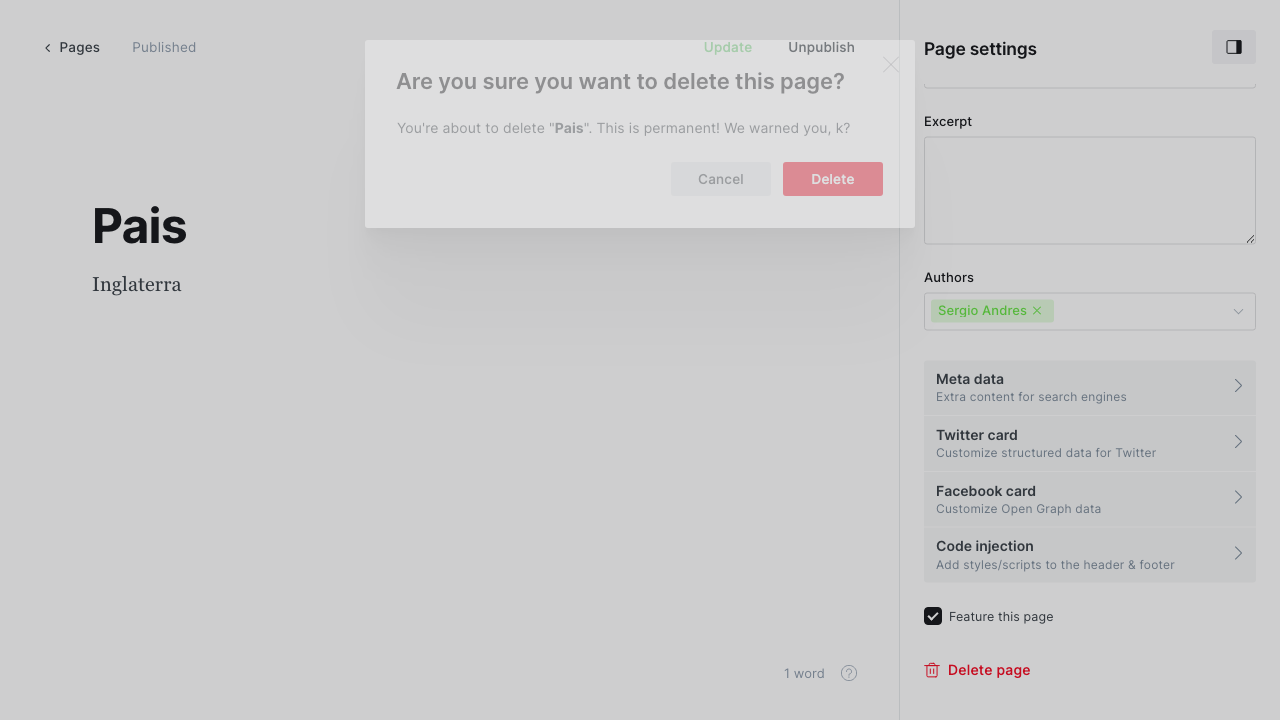 Pages
Published
Update
Unpublish
Are you sure you want to delete this page?
You're about to delete "Pais". This is permanent! We warned you, k?
Cancel
Delete
Pais
Inglaterra
1 word
?
Page settings
Excerpt
Authors
Sergio Andres
Meta data
Extra content for search engines
Twitter card
Customize structured data for Twitter
Facebook card
Customize Open Graph data
Code injection
Add styles/scripts to the header & footer
Feature this page
Delete page